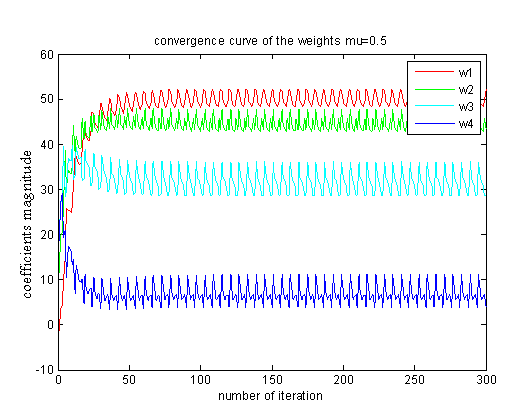 convergence curve of the weights mu=0.5
60
50
40
30
20
10
0
-10
coefficients magnitude
w1
w2
w3
w4
0 50 100 150 200 250 300
number of iteration